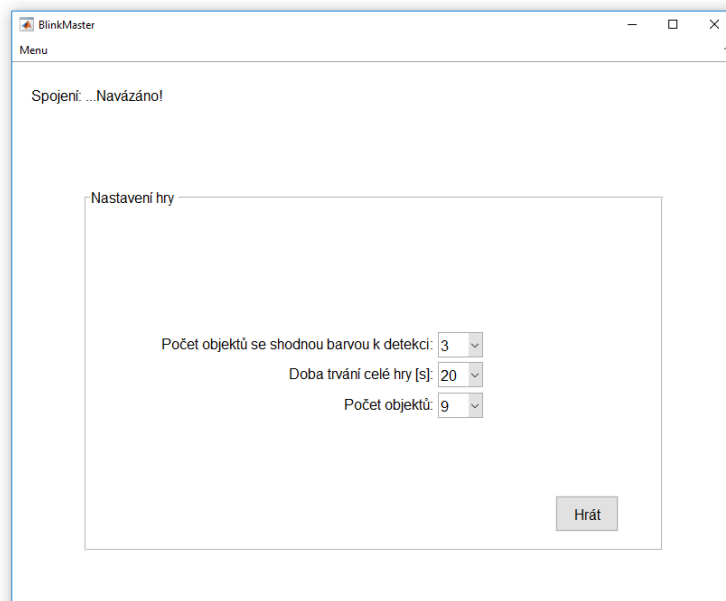 BlinkMaster
Menu
Spojení: ...Navázáno!
Nastavení hry
Počet objektů se shodnou barvou k detekci: 3
Doba trvání celé hry [s]: 20
Počet objektů: 9
Hrát